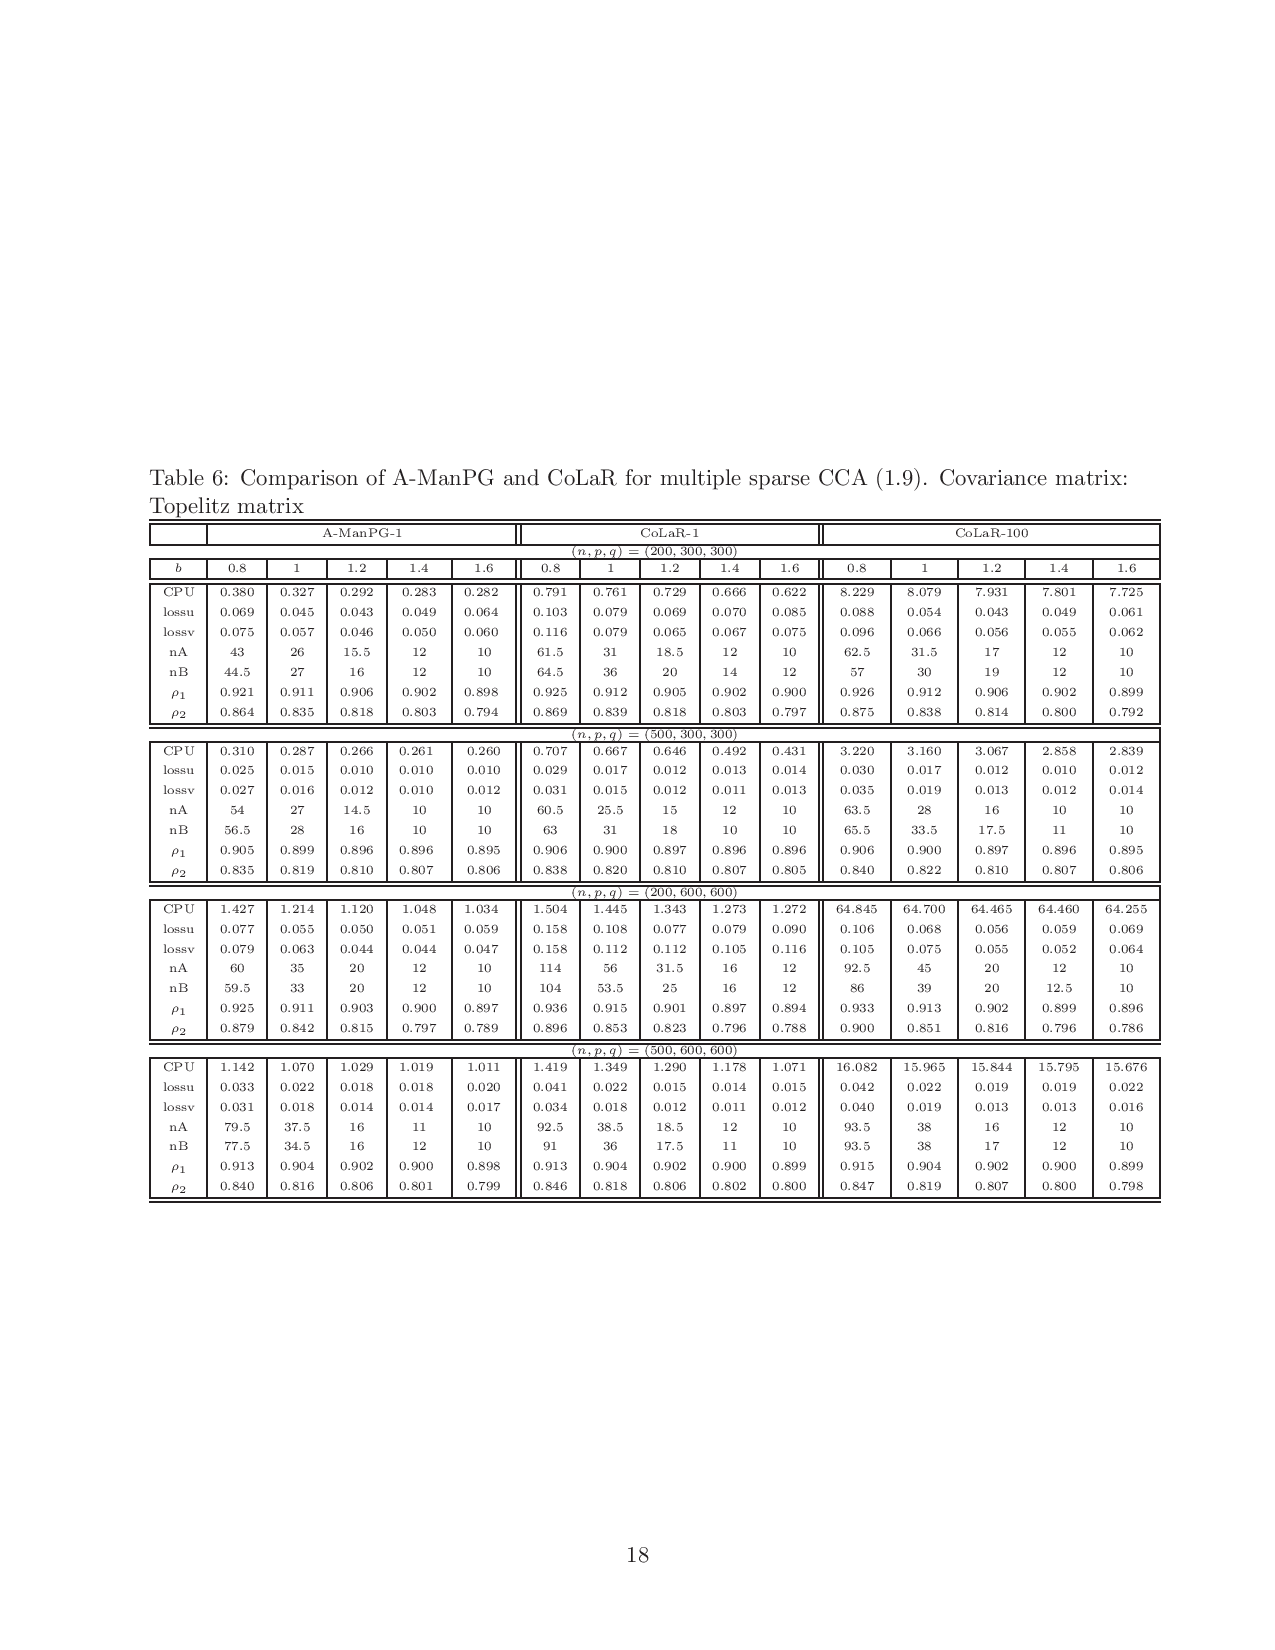 Table 6: Comparison of A-ManPG and CoLaR for multiple sparse CCA (1.9). Covariance matrix:
Topelitz matrix
A-ManPG-1 CoLaR-1 CoLaR-100
(n, p, q) = (200, 300, 300)
b 0.8 1 1.2 1.4 1.6 0.8 1 1.2 1.4 1.6 0.8 1 1.2 1.4 1.6
CPU 0.380 0.327 0.292 0.283 0.282 0.791 0.761 0.729 0.666 0.622 8.229 8.079 7.931 7.801 7.725
lossu 0.069 0.045 0.043 0.049 0.064 0.103 0.079 0.069 0.070 0.085 0.088 0.054 0.043 0.049 0.061
lossv 0.075 0.057 0.046 0.050 0.060 0.116 0.079 0.065 0.067 0.075 0.096 0.066 0.056 0.055 0.062
nA 43 26 15.5 12 10 61.5 31 18.5 12 10 62.5 31.5 17 12 10
nB 44.5 27 16 12 10 64.5 36 20 14 12 57 30 19 12 10
ρ1 0.921 0.911 0.906 0.902 0.898 0.925 0.912 0.905 0.902 0.900 0.926 0.912 0.906 0.902 0.899
ρ2 0.864 0.835 0.818 0.803 0.794 0.869 0.839 0.818 0.803 0.797 0.875 0.838 0.814 0.800 0.792
(n, p, q) = (500, 300, 300)
CPU 0.310 0.287 0.266 0.261 0.260 0.707 0.667 0.646 0.492 0.431 3.220 3.160 3.067 2.858 2.839
lossu 0.025 0.015 0.010 0.010 0.010 0.029 0.017 0.012 0.013 0.014 0.030 0.017 0.012 0.010 0.012
lossv 0.027 0.016 0.012 0.010 0.012 0.031 0.015 0.012 0.011 0.013 0.035 0.019 0.013 0.012 0.014
nA 54 27 14.5 10 10 60.5 25.5 15 12 10 63.5 28 16 10 10
nB 56.5 28 16 10 10 63 31 18 10 10 65.5 33.5 17.5 11 10
ρ1 0.905 0.899 0.896 0.896 0.895 0.906 0.900 0.897 0.896 0.896 0.906 0.900 0.897 0.896 0.895
ρ2 0.835 0.819 0.810 0.807 0.806 0.838 0.820 0.810 0.807 0.805 0.840 0.822 0.810 0.807 0.806
(n, p, q) = (200, 600, 600)
CPU 1.427 1.214 1.120 1.048 1.034 1.504 1.445 1.343 1.273 1.272 64.845 64.700 64.465 64.460 64.255
lossu 0.077 0.055 0.050 0.051 0.059 0.158 0.108 0.077 0.079 0.090 0.106 0.068 0.056 0.059 0.069
lossv 0.079 0.063 0.044 0.044 0.047 0.158 0.112 0.112 0.105 0.116 0.105 0.075 0.055 0.052 0.064
nA 60 35 20 12 10 114 56 31.5 16 12 92.5 45 20 12 10
nB 59.5 33 20 12 10 104 53.5 25 16 12 86 39 20 12.5 10
ρ1 0.925 0.911 0.903 0.900 0.897 0.936 0.915 0.901 0.897 0.894 0.933 0.913 0.902 0.899 0.896
ρ2 0.879 0.842 0.815 0.797 0.789 0.896 0.853 0.823 0.796 0.788 0.900 0.851 0.816 0.796 0.786
(n, p, q) = (500, 600, 600)
CPU 1.142 1.070 1.029 1.019 1.011 1.419 1.349 1.290 1.178 1.071 16.082 15.965 15.844 15.795 15.676
lossu 0.033 0.022 0.018 0.018 0.020 0.041 0.022 0.015 0.014 0.015 0.042 0.022 0.019 0.019 0.022
lossv 0.031 0.018 0.014 0.014 0.017 0.034 0.018 0.012 0.011 0.012 0.040 0.019 0.013 0.013 0.016
nA 79.5 37.5 16 11 10 92.5 38.5 18.5 12 10 93.5 38 16 12 10
nB 77.5 34.5 16 12 10 91 36 17.5 11 10 93.5 38 17 12 10
ρ1 0.913 0.904 0.902 0.900 0.898 0.913 0.904 0.902 0.900 0.899 0.915 0.904 0.902 0.900 0.899
ρ2 0.840 0.816 0.806 0.801 0.799 0.846 0.818 0.806 0.802 0.800 0.847 0.819 0.807 0.800 0.798
18